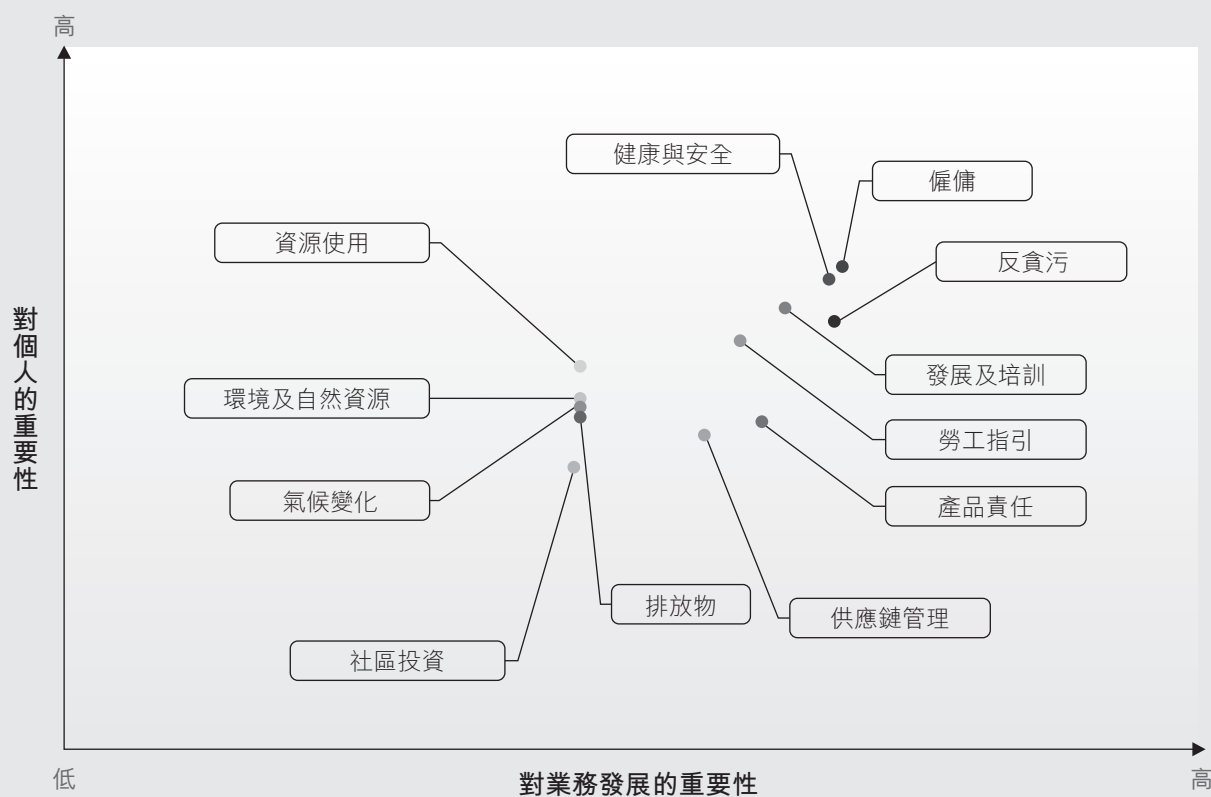 高
健康與安全
僱傭
資源使用
反貪污
對個人的重要性
發展及培訓
環境及自然資源
勞工指引
氣候變化
產品責任
排放物
供應鏈管理
社區投資
低
對業務發展的重要性
高